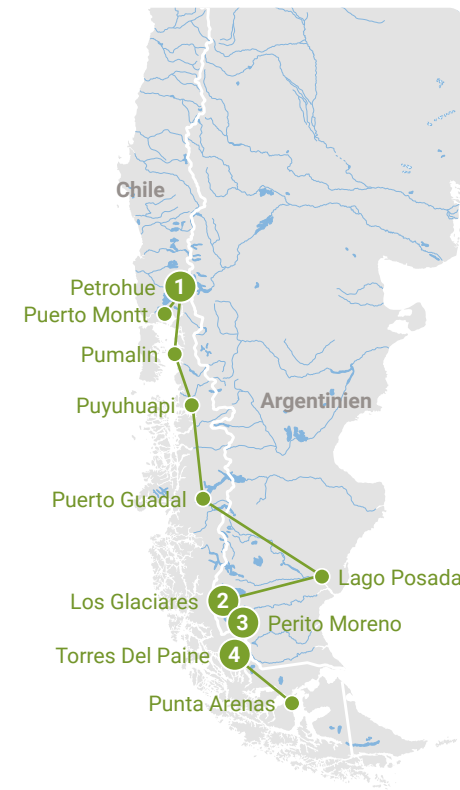 Chile
Petrohue 1
Puerto Montt
Pumalin
Puyuhuapi
Argentinien
Puerto Guadal
Lago Posada
Los Glaciares 2
3 Perito Moreno
Torres Del Paine 4
Punta Arenas